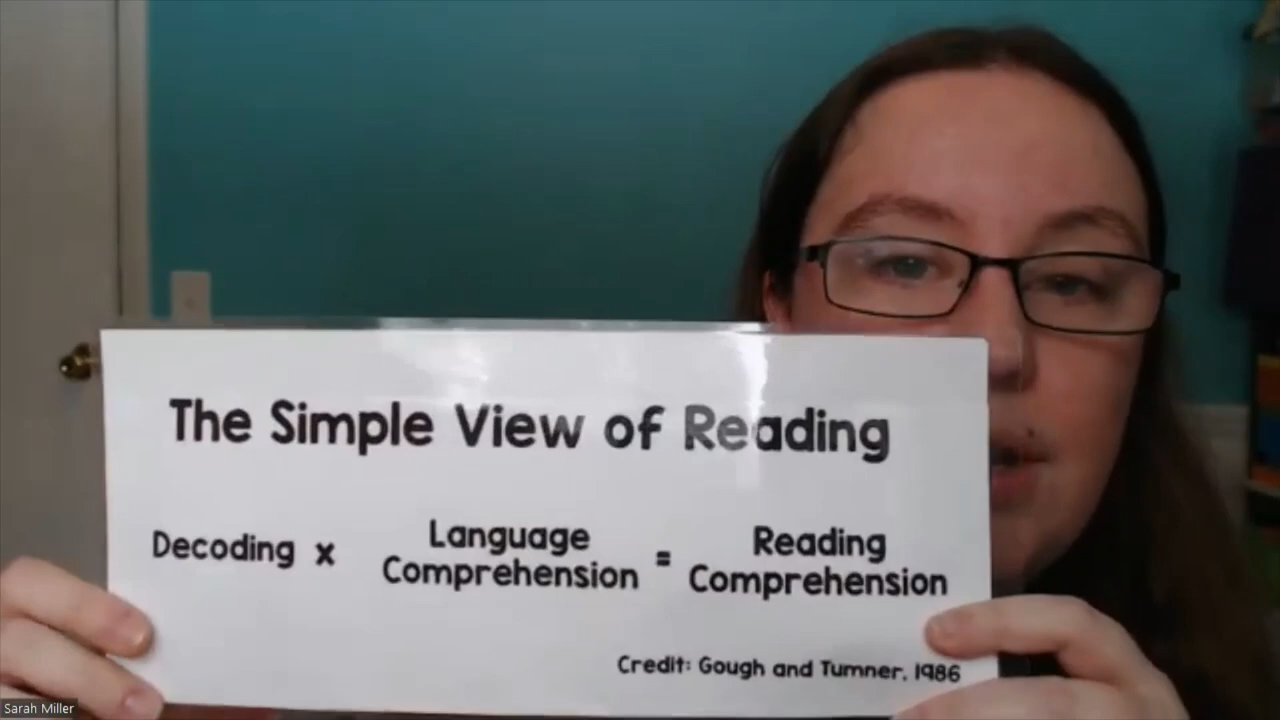 The Simple View of Reading
Decoding x Language Comprehension = Reading Comprehension
Credit: Gough and Tumner, 1986
Sarah Miller